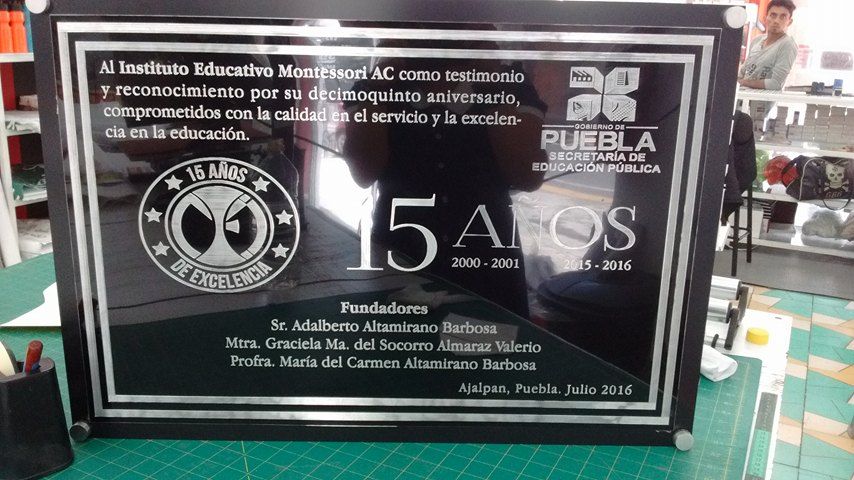 Al Instituto Educativo Montessori AC como testimonio
y reconocimiento por su decimoquinto aniversario,
comprometidos con la calidad en el servicio y la excelen-
cia en la educación.
GOBIERNO DE
PUEBLA
SECRETARÍA DE
EDUCACIÓN PÚBLICA
15 AÑOS
DE EXCELENCIA
15 AÑOS
2000 - 2001 2015 - 2016
Fundadores
Sr. Adalberto Altamirano Barbosa
Mtra. Graciela Ma. del Socorro Almaraz Valerio
Profra. María del Carmen Altamirano Barbosa
Ajalpan, Puebla. Julio 2016